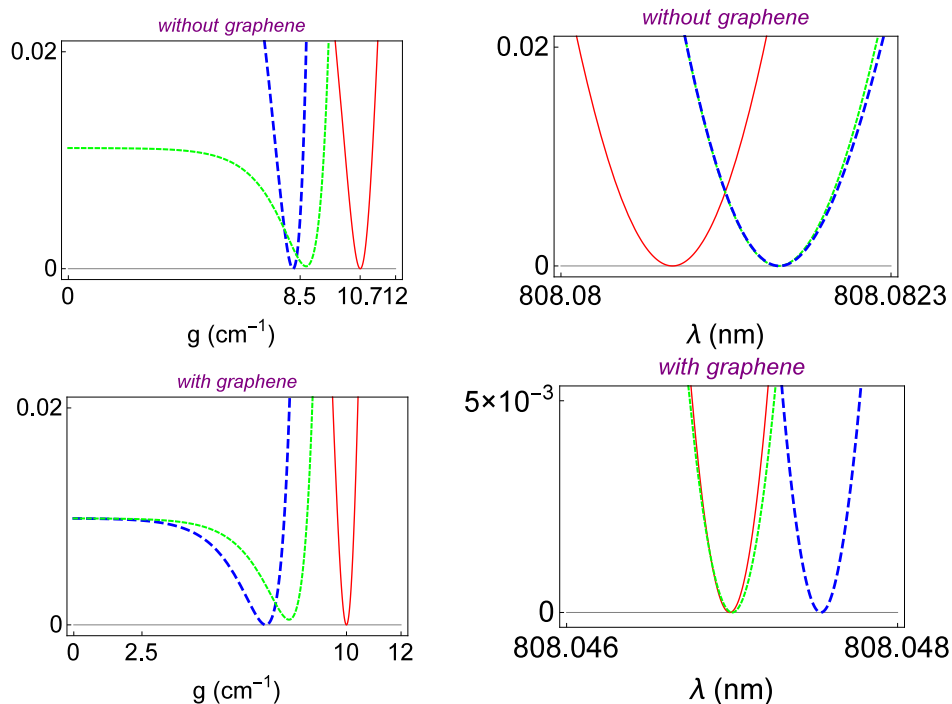 without graphene
0.02
0
0
8.5
10.712
g (cm⁻¹)
without graphene
0.02
0
808.08
808.0823
λ (nm)
with graphene
0.02
0
0
2.5
10
12
g (cm⁻¹)
with graphene
5×10⁻³
0
808.046
808.048
λ (nm)